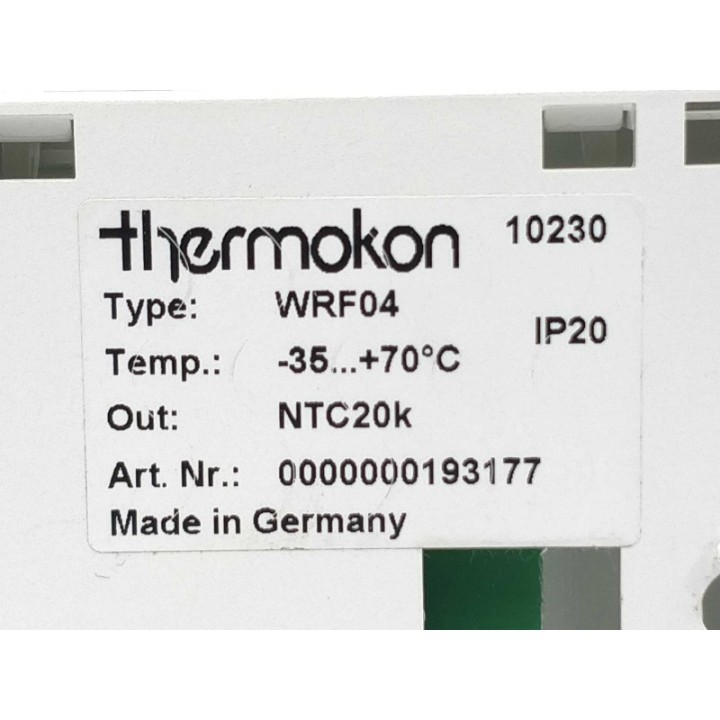 thermokon 10230
Type: WRF04
IP20
Temp.: -35...+70°C
Out: NTC20k
Art. Nr.: 0000000193177
Made in Germany